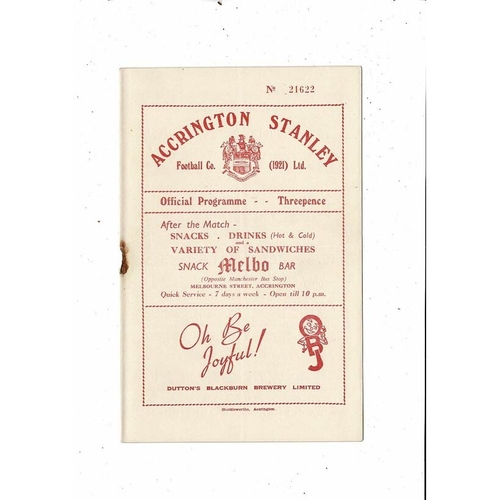 Nº 21622
ACCRINGTON STANLEY
Football Co. (1921) Ltd.
Official Programme - - Threepence
After the Match -
SNACKS . DRINKS (Hot & Cold)
and a
VARIETY OF SANDWICHES
SNACK Melbo BAR
(Opposite Manchester Bus Stop)
MELBOURNE STREET, ACCRINGTON
Quick Service - 7 days a week - Open till 10 p.m.
Oh Be
Joyful!
OBJ
DUTTON'S BLACKBURN BREWERY LIMITED